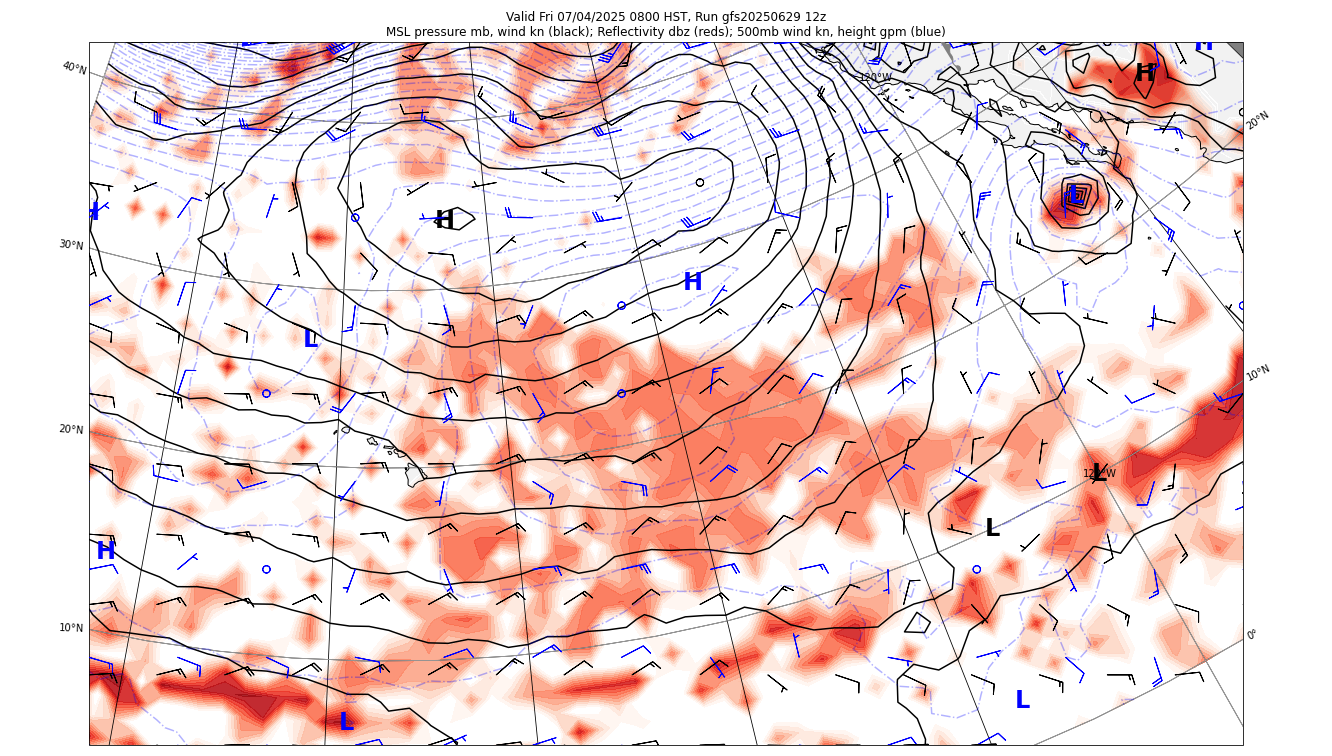 Valid Fri 07/04/2025 0800 HST, Run gfs20250629 12z
MSL pressure mb, wind kn (black); Reflectivity dbz (reds); 500mb wind kn, height gpm (blue)
H
40°N
120°W
H
20°N
L
H
H
30°N
H
L
10°N
20°N
L
120°W
L
H
10°N
0°
L
L